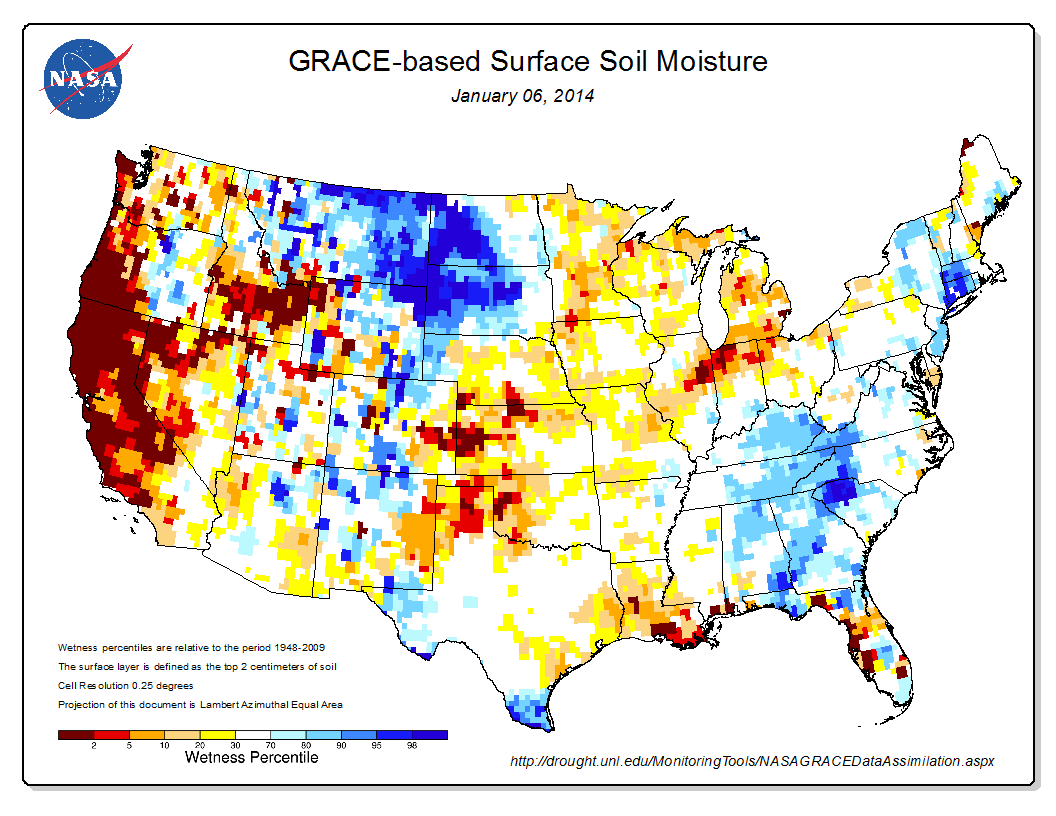 NASA
GRACE-based Surface Soil Moisture
January 06, 2014
Wetness percentiles are relative to the period 1948-2009
The surface layer is defined as the top 2 centimeters of soil
Cell Resolution 0.25 degrees
Projection of this document is Lambert Azimuthal Equal Area
2 5 10 20 30 70 80 90 95 98
Wetness Percentile
http://drought.unl.edu/MonitoringTools/NASAGRACEDataAssimilation.aspx